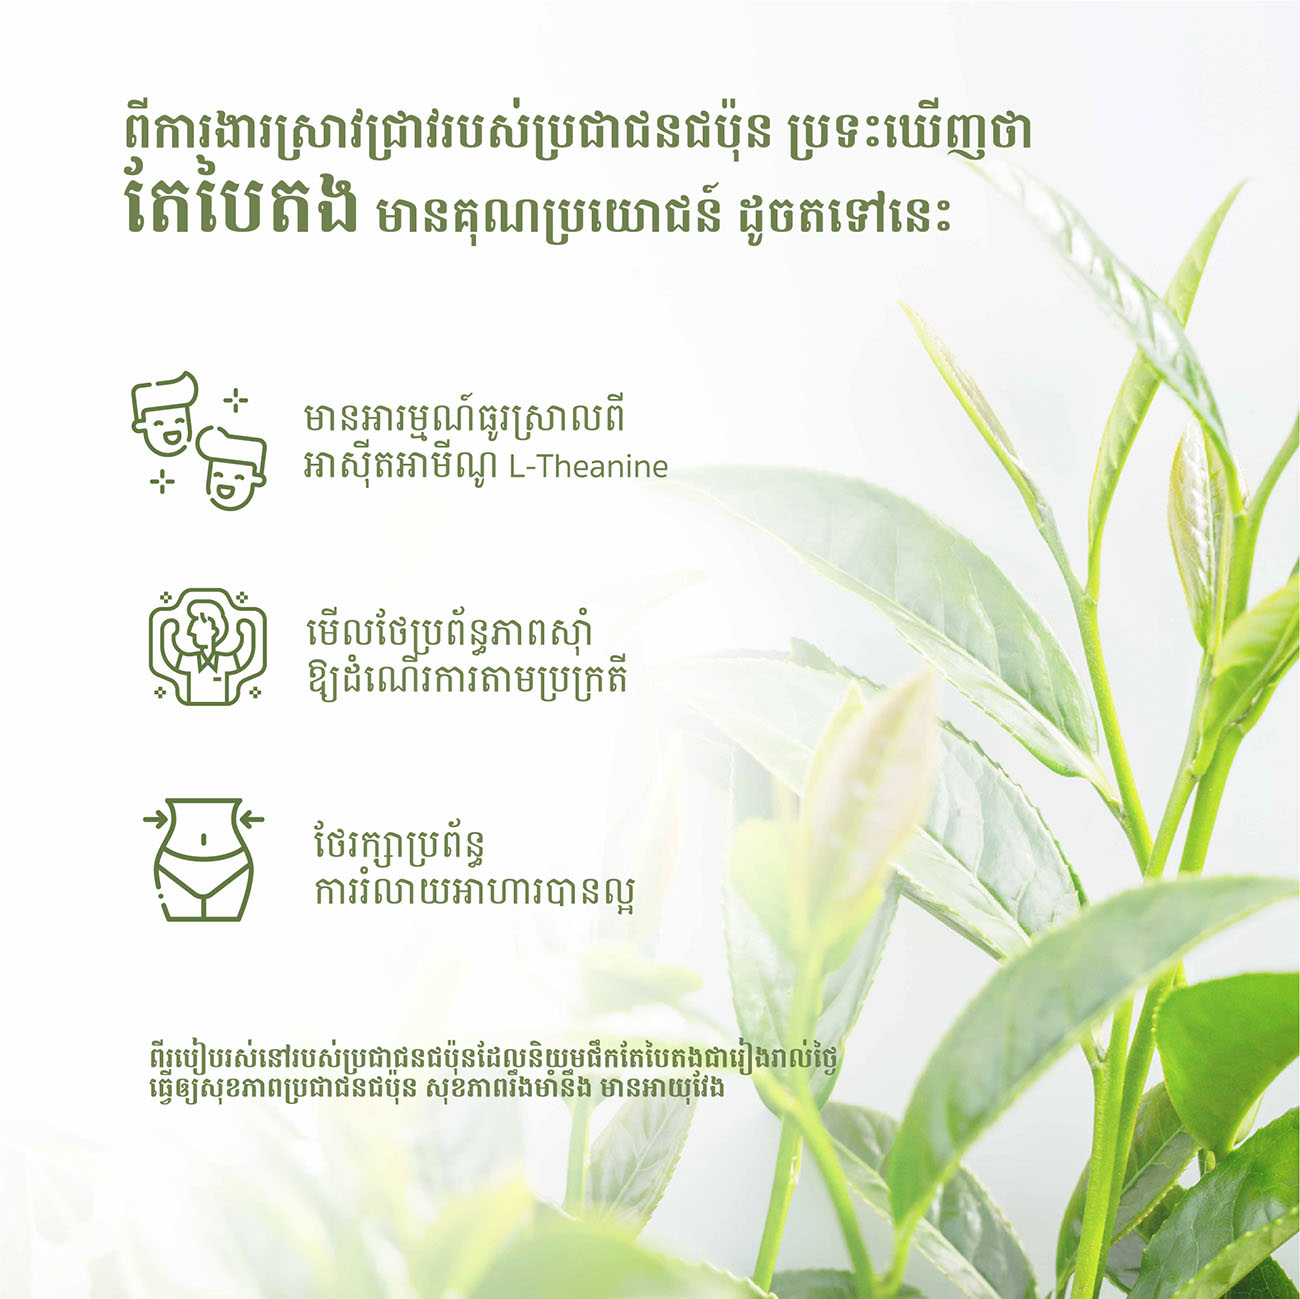 ពីការងារស្រាវជ្រាវរបស់ប្រជាជនជប៉ុន ប្រទះឃើញថា
តែបៃតង មានគុណប្រយោជន៍ ដូចតទៅនេះ
មានអារម្មណ៍ធូរស្រាលពី
អាស៊ីតអាមីណូ L-Theanine
មើលថែប្រព័ន្ធភាពស៊ាំ
ឱ្យដំណើរការតាមប្រក្រតី
ថែរក្សាប្រព័ន្ធ
ការរំលាយអាហារបានល្អ
ពីរបៀបរស់នៅរបស់ប្រជាជនជប៉ុនដែលនិយមផឹកតែបៃតងជារៀងរាល់ថ្ងៃ
ធ្វើឲ្យសុខភាពប្រជាជនជប៉ុន សុខភាពរឹងមាំនឹង មានអាយុវែង